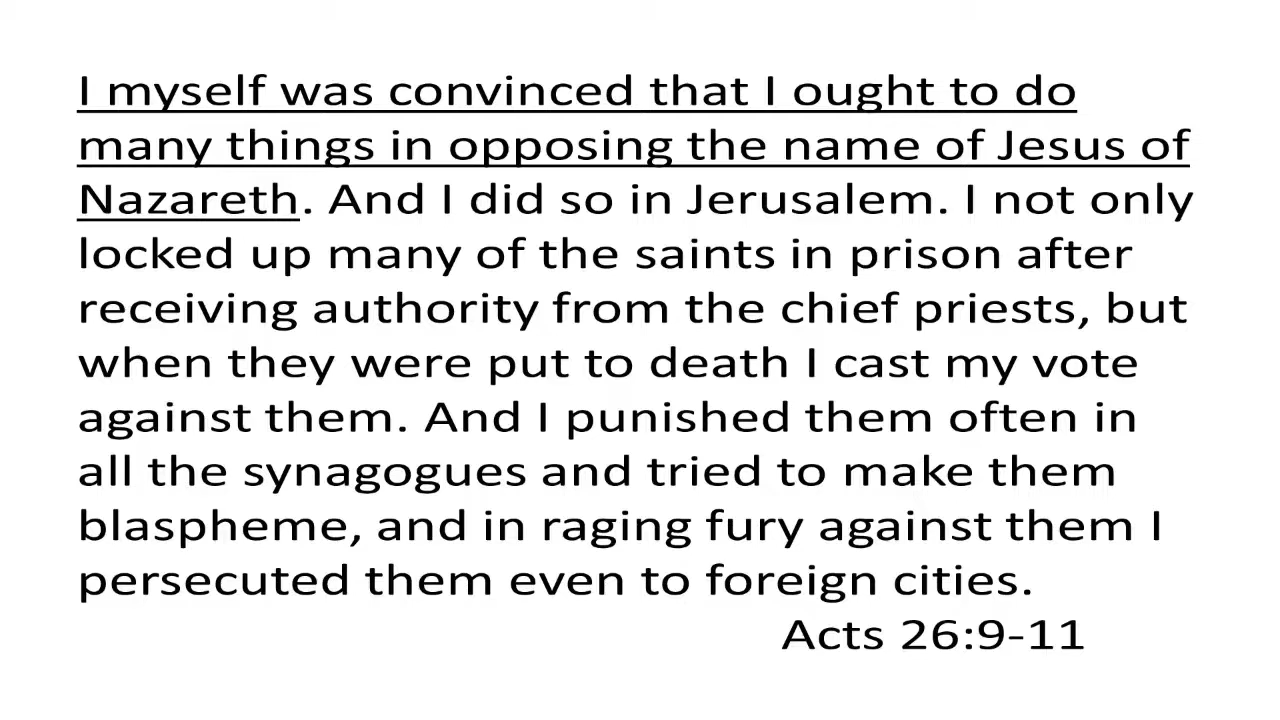 I myself was convinced that I ought to do
many things in opposing the name of Jesus of
Nazareth. And I did so in Jerusalem. I not only
locked up many of the saints in prison after
receiving authority from the chief priests, but
when they were put to death I cast my vote
against them. And I punished them often in
all the synagogues and tried to make them
blaspheme, and in raging fury against them I
persecuted them even to foreign cities.
Acts 26:9-11